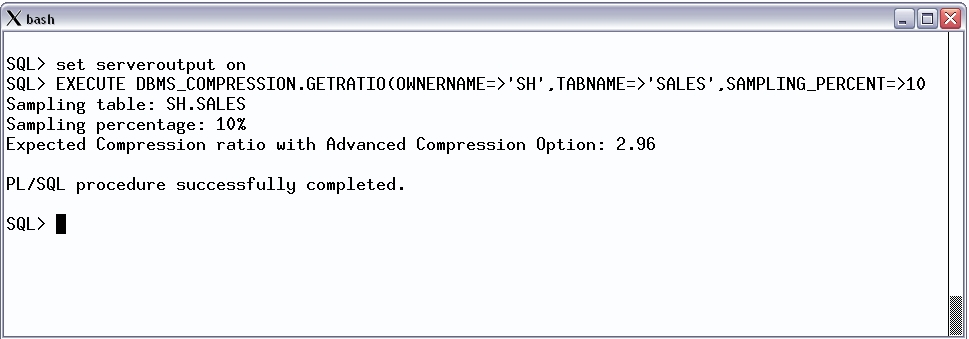 bash
SQL> set serveroutput on
SQL> EXECUTE DBMS_COMPRESSION.GETRATIO(OWNERNAME=>'SH',TABNAME=>'SALES',SAMPLING_PERCENT=>10
Sampling table: SH.SALES
Sampling percentage: 10%
Expected Compression ratio with Advanced Compression Option: 2.96
PL/SQL procedure successfully completed.
SQL>